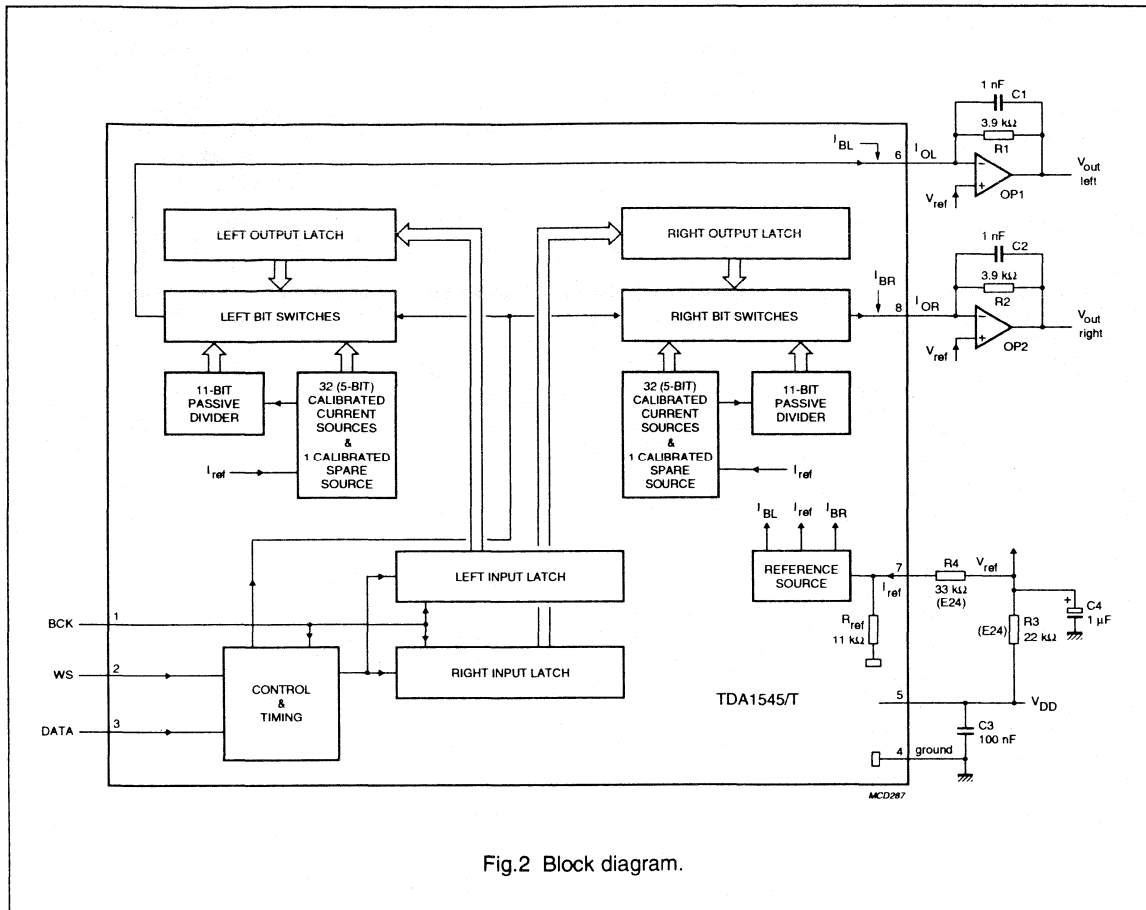 1 nF
C1
3.9 kΩ
R1
I_BL
6
I_OL
−
+
V_ref
OP1
V_out
left
LEFT OUTPUT LATCH
RIGHT OUTPUT LATCH
1 nF
C2
3.9 kΩ
R2
I_BR
8
I_OR
−
+
V_ref
OP2
V_out
right
LEFT BIT SWITCHES
RIGHT BIT SWITCHES
11-BIT
PASSIVE
DIVIDER
32 (5-BIT)
CALIBRATED
CURRENT
SOURCES
&
1 CALIBRATED
SPARE
SOURCE
I_ref
32 (5-BIT)
CALIBRATED
CURRENT
SOURCES
&
1 CALIBRATED
SPARE
SOURCE
11-BIT
PASSIVE
DIVIDER
I_ref
I_BL
I_ref
I_BR
REFERENCE
SOURCE
7
I_ref
R4
33 kΩ
(E24)
V_ref
+
C4
1 µF
R_ref
11 kΩ
(E24)
R3
22 kΩ
LEFT INPUT LATCH
RIGHT INPUT LATCH
BCK
1
WS
2
DATA
3
CONTROL
&
TIMING
TDA1545/T
5
V_DD
C3
100 nF
4
ground
MCD287
Fig.2 Block diagram.